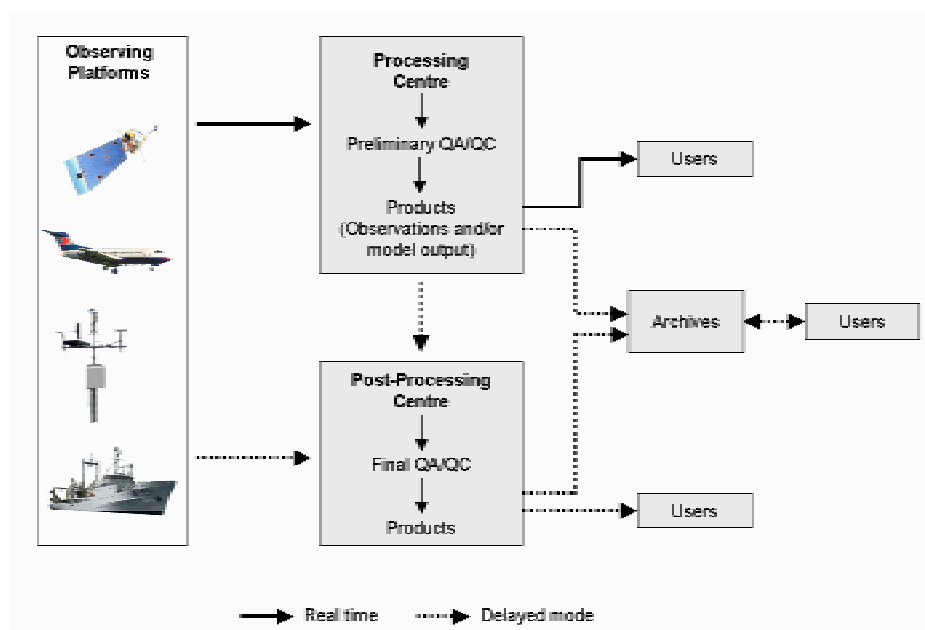 Observing
Platforms
Processing
Centre
Preliminary QA/QC
Products
(Observations and/or
model output)
Users
Archives
Users
Post-Processing
Centre
Final QA/QC
Products
Users
Real time
Delayed mode